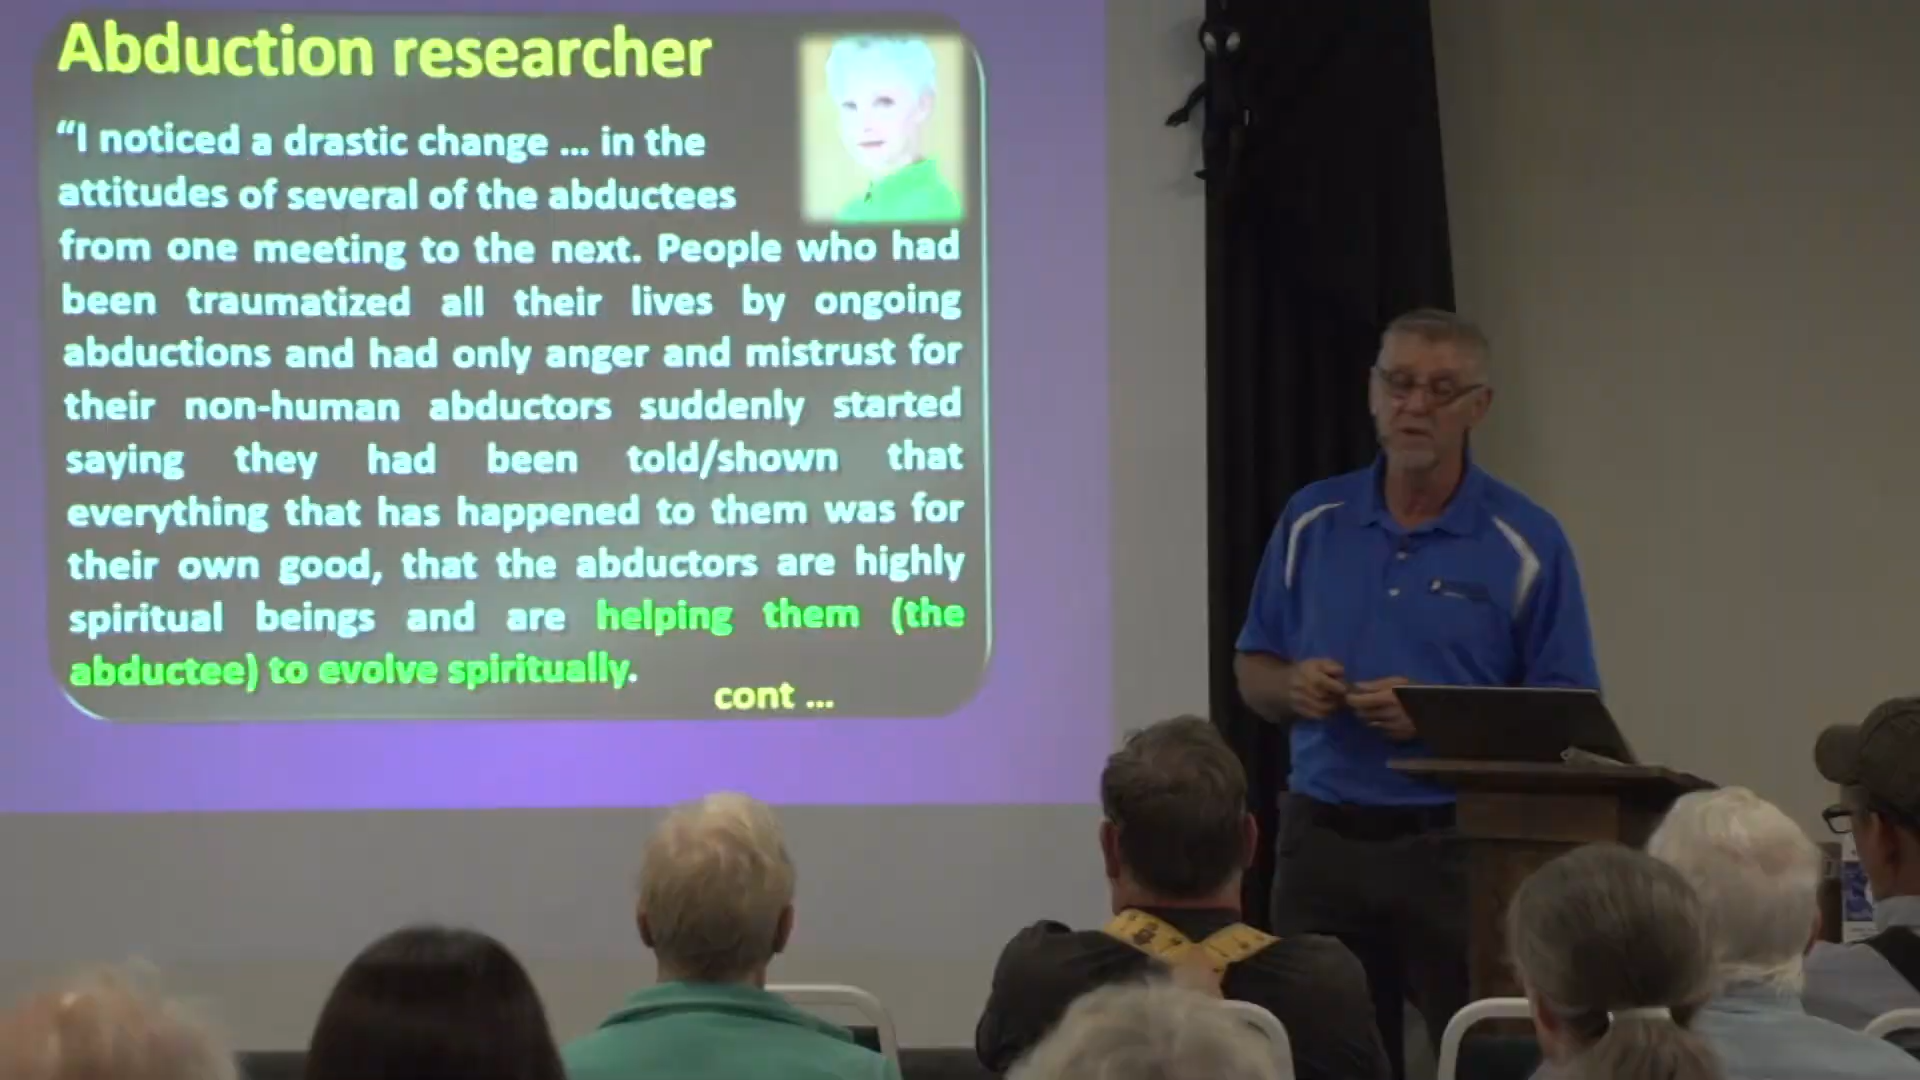 Abduction researcher
“I noticed a drastic change ... in the
attitudes of several of the abductees
from one meeting to the next. People who had
been traumatized all their lives by ongoing
abductions and had only anger and mistrust for
their non-human abductors suddenly started
saying they had been told/shown that
everything that has happened to them was for
their own good, that the abductors are highly
spiritual beings and are helping them (the
abductee) to evolve spiritually.
cont ...